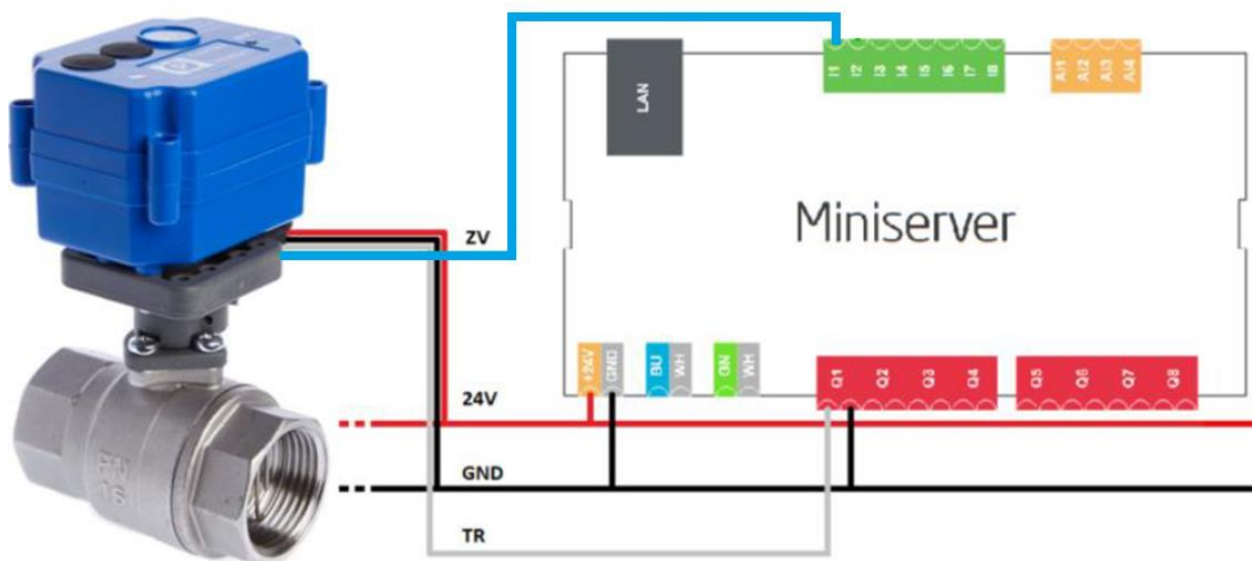 I1 I2 I3 I4 I5 I6 I7 I8
AI1 AI2 AI3 AI4
LAN
Miniserver
ZV
+24V GND BU WH GN WH
Q1 Q2 Q3 Q4 Q5 Q6 Q7 Q8
24V
GND
TR